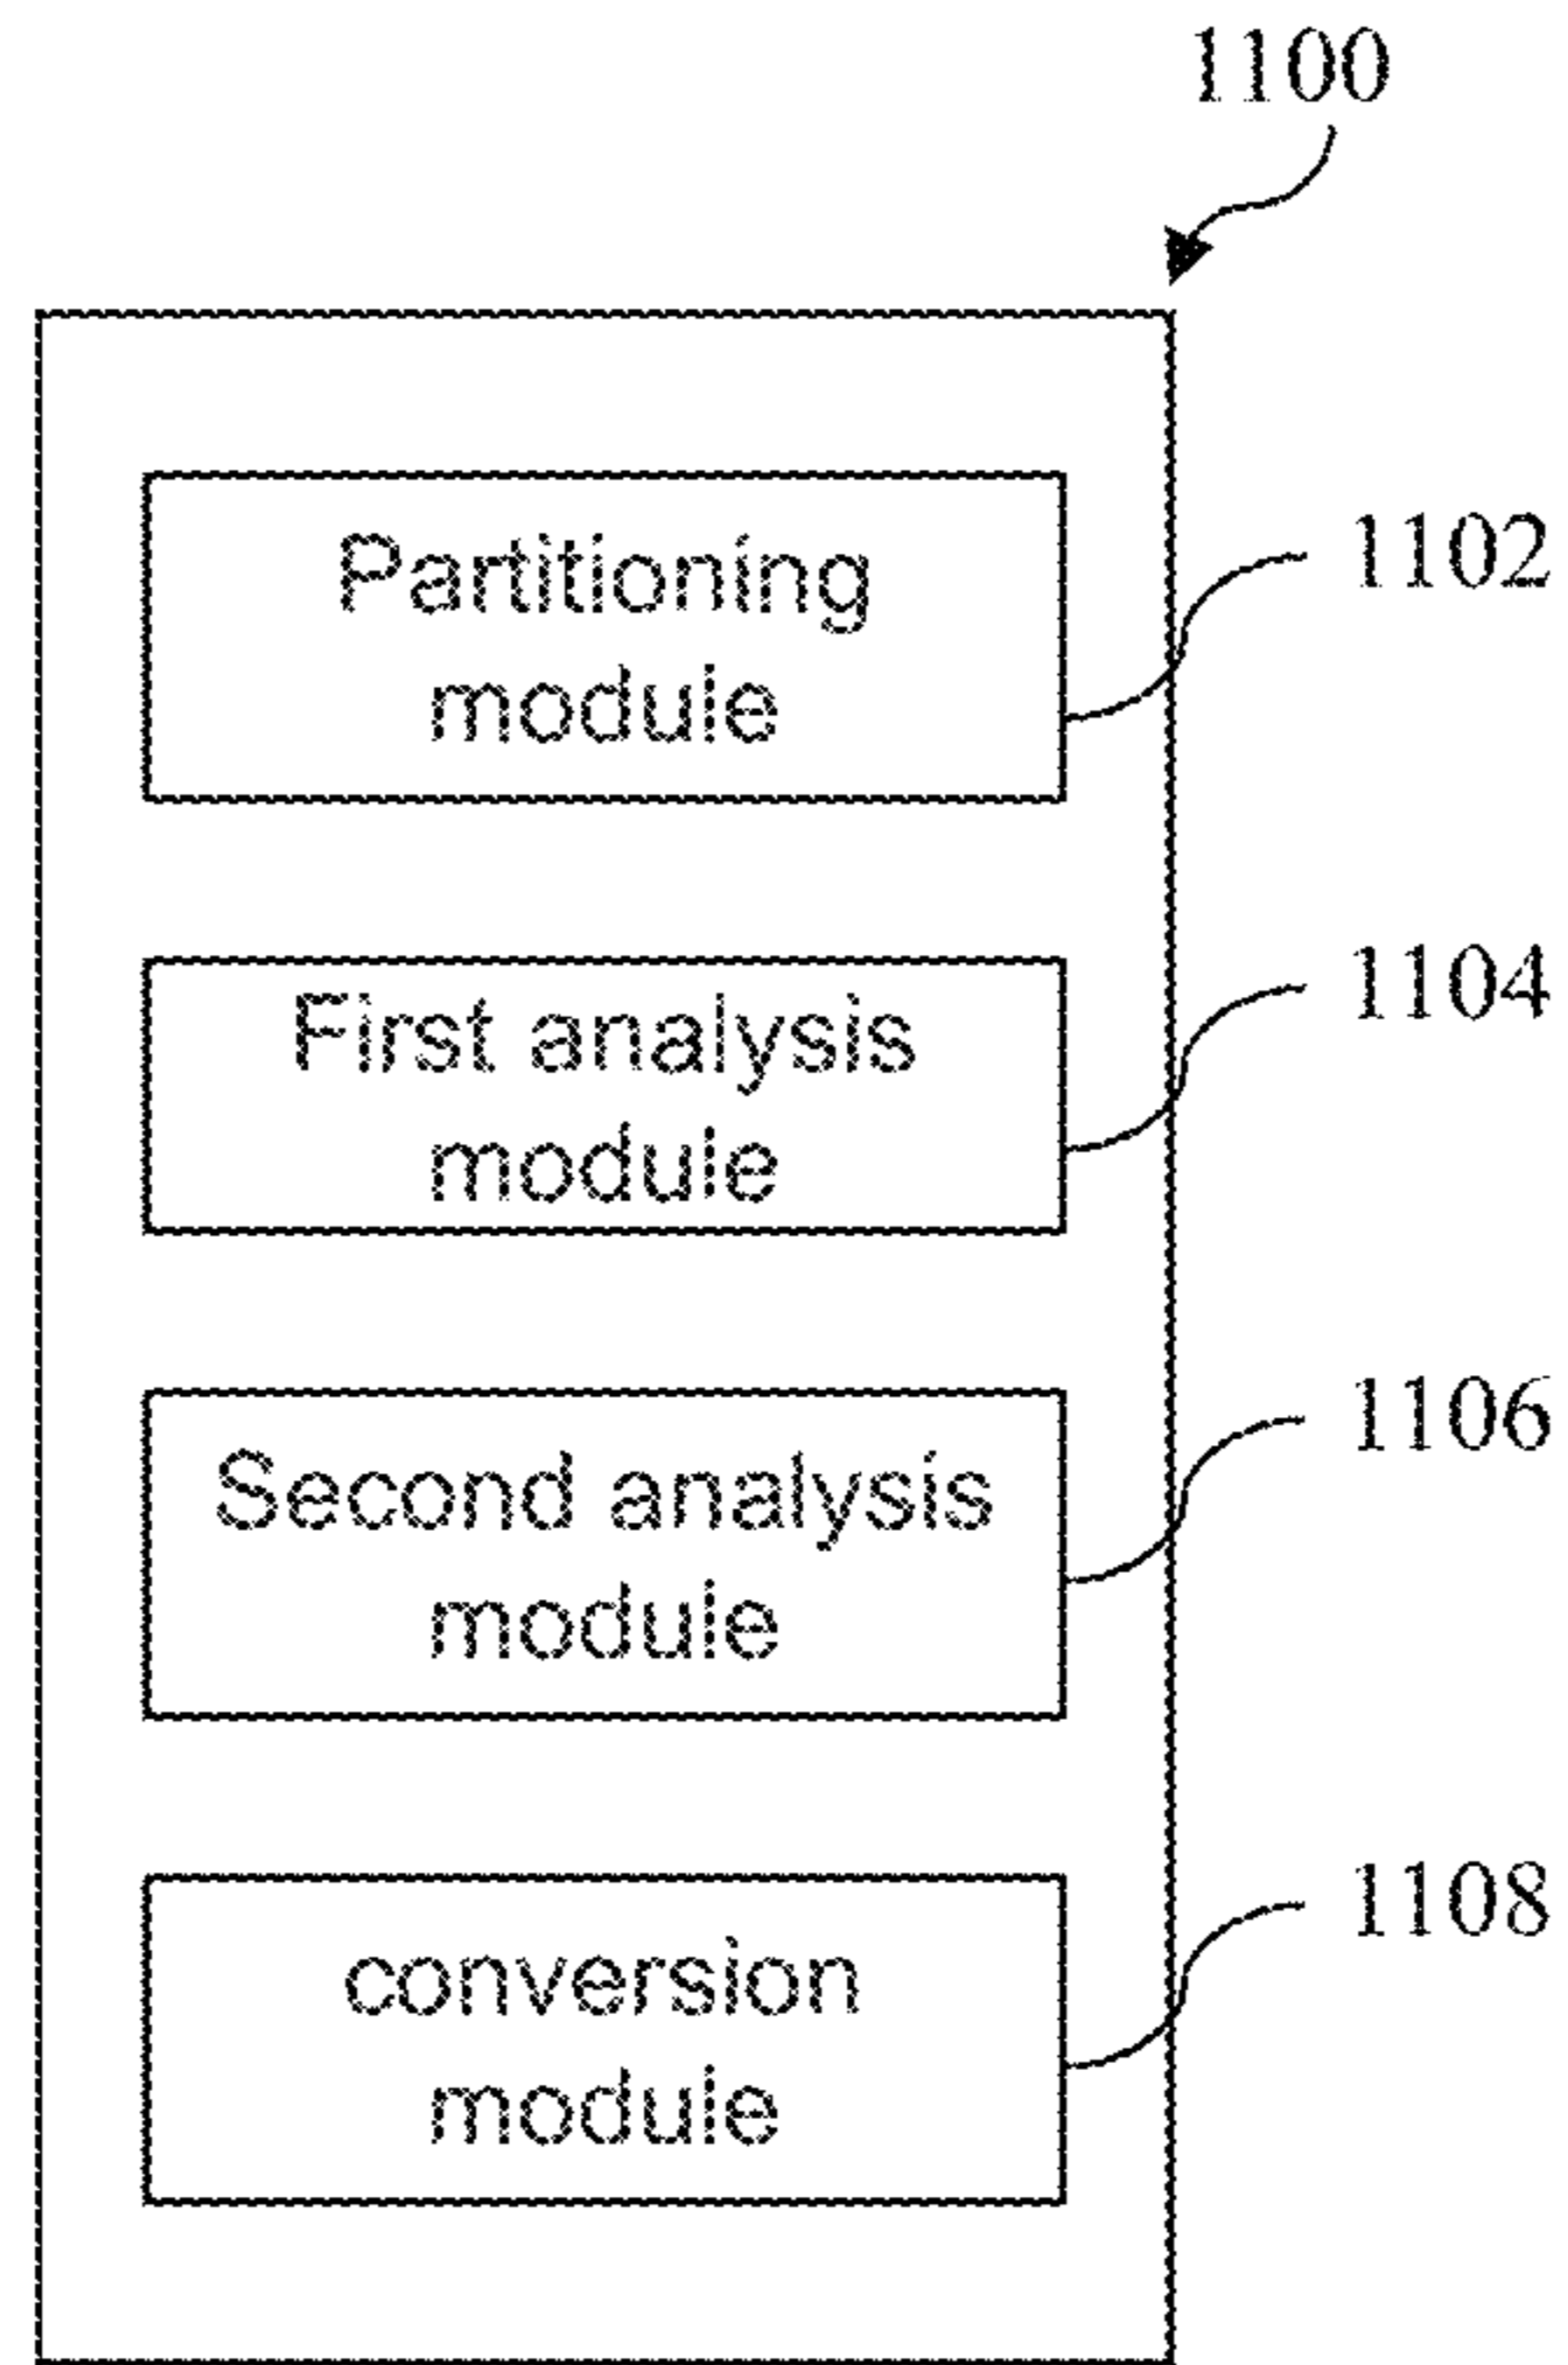 1100
Partitioning
module
1102
First analysis
module
1104
Second analysis
module
1106
conversion
module
1108